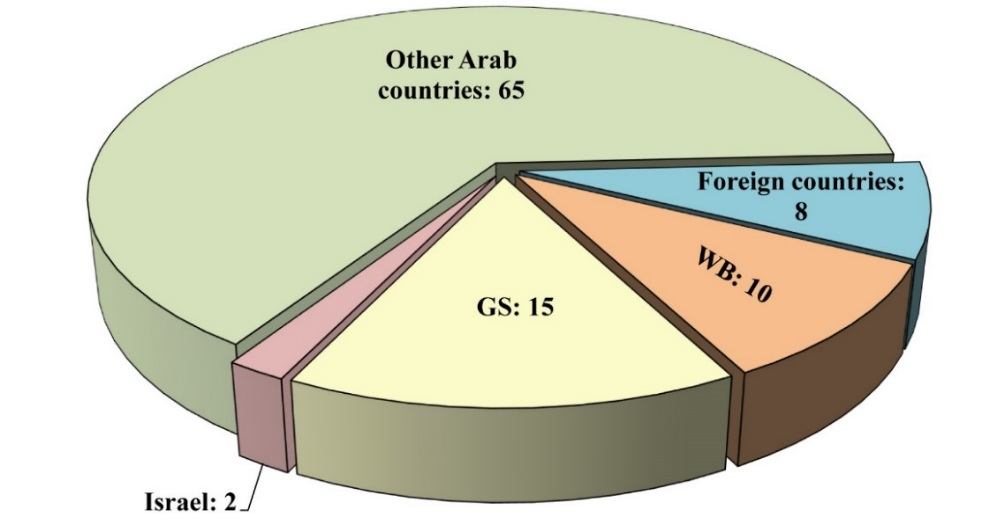 Other Arab
countries: 65
Foreign countries:
8
WB: 10
GS: 15
Israel: 2